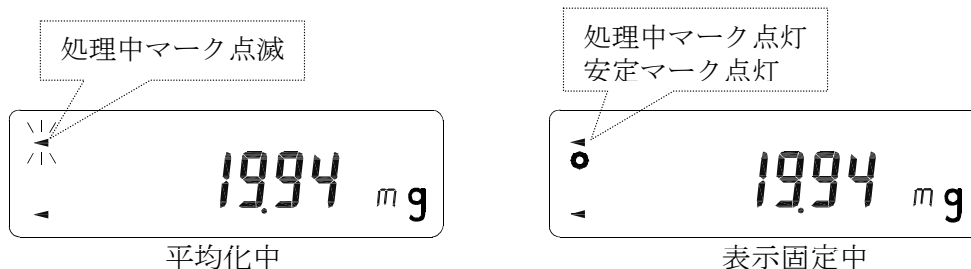 処理中マーク点滅
処理中マーク点灯
安定マーク点灯
19.94 mg
19.94 mg
平均化中
表示固定中